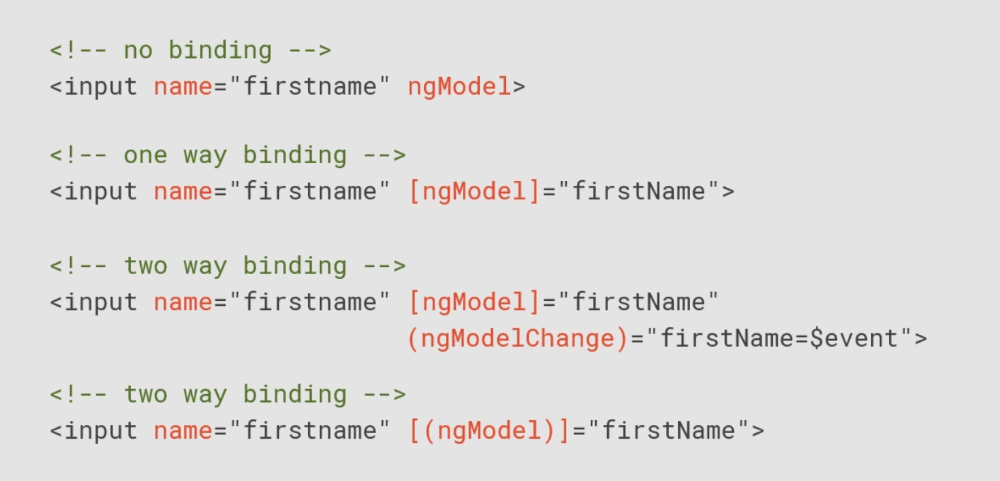 <!-- no binding -->
<input name="firstname" ngModel>
<!-- one way binding -->
<input name="firstname" [ngModel]="firstName">
<!-- two way binding -->
<input name="firstname" [ngModel]="firstName"
(ngModelChange)="firstName=$event">
<!-- two way binding -->
<input name="firstname" [(ngModel)]="firstName">